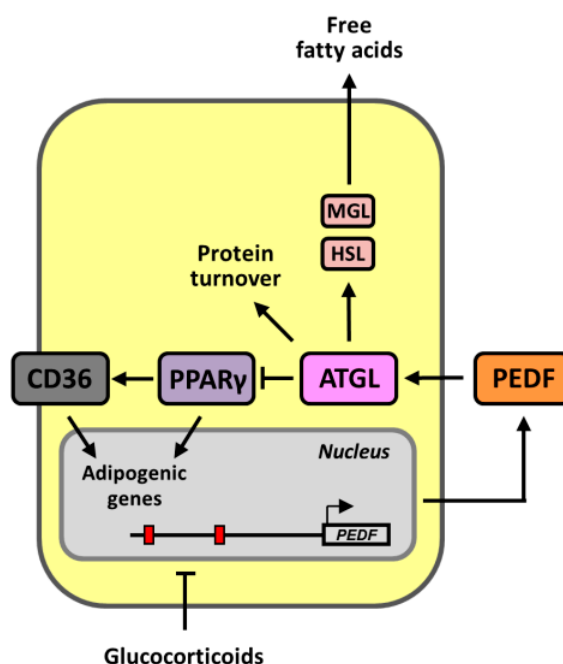 Free
fatty acids
MGL
HSL
Protein
turnover
CD36
PPARγ
ATGL
PEDF
Nucleus
Adipogenic
genes
PEDF
Glucocorticoids